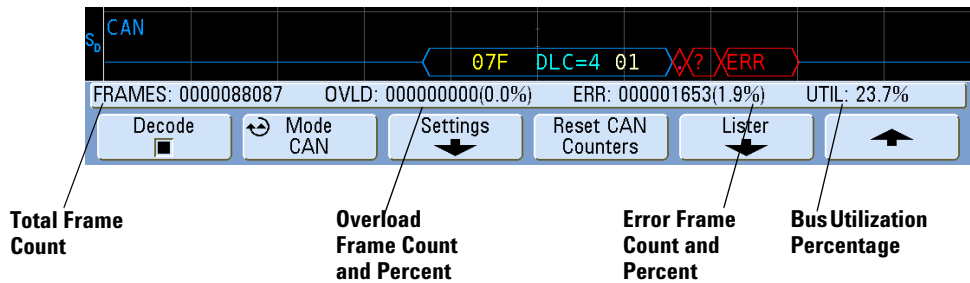 CAN
SD
07F DLC=4 01 . ? ERR
FRAMES: 0000088087 OVLD: 000000000(0.0%) ERR: 000001653(1.9%) UTIL: 23.7%
Decode
Mode
CAN
Settings
Reset CAN
Counters
Lister
Total Frame
Count
Overload
Frame Count
and Percent
Error Frame
Count and
Percent
Bus Utilization
Percentage